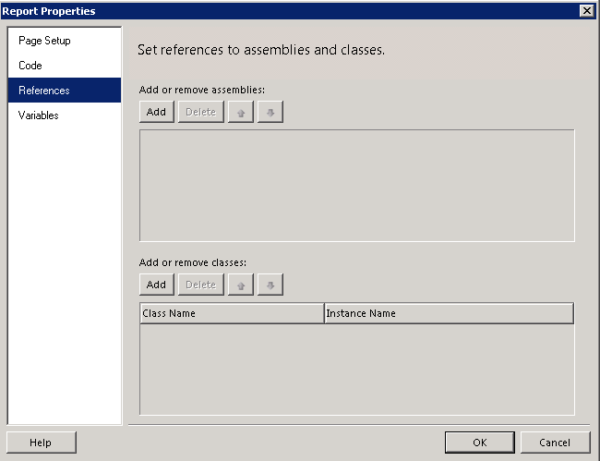 Report Properties
Page Setup
Code
References
Variables
Set references to assemblies and classes.
Add or remove assemblies:
Add Delete
Add or remove classes:
Add Delete
Class Name Instance Name
Help OK Cancel